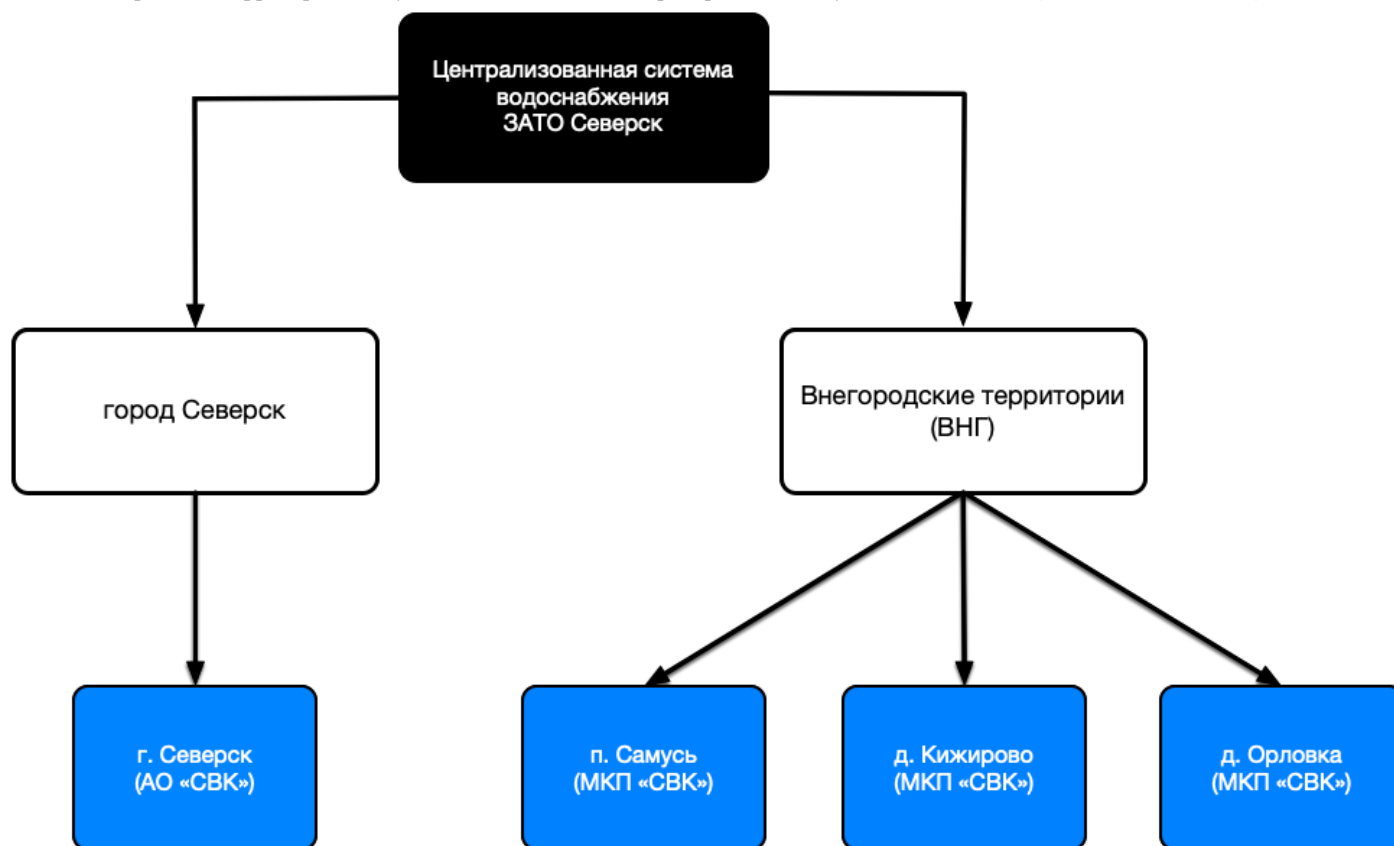 Централизованная система
водоснабжения
ЗАТО Северск
город Северск
Внегородские территории
(ВНГ)
г. Северск
(АО «СВК»)
п. Самусь
(МКП «СВК»)
д. Кижирово
(МКП «СВК»)
д. Орловка
(МКП «СВК»)